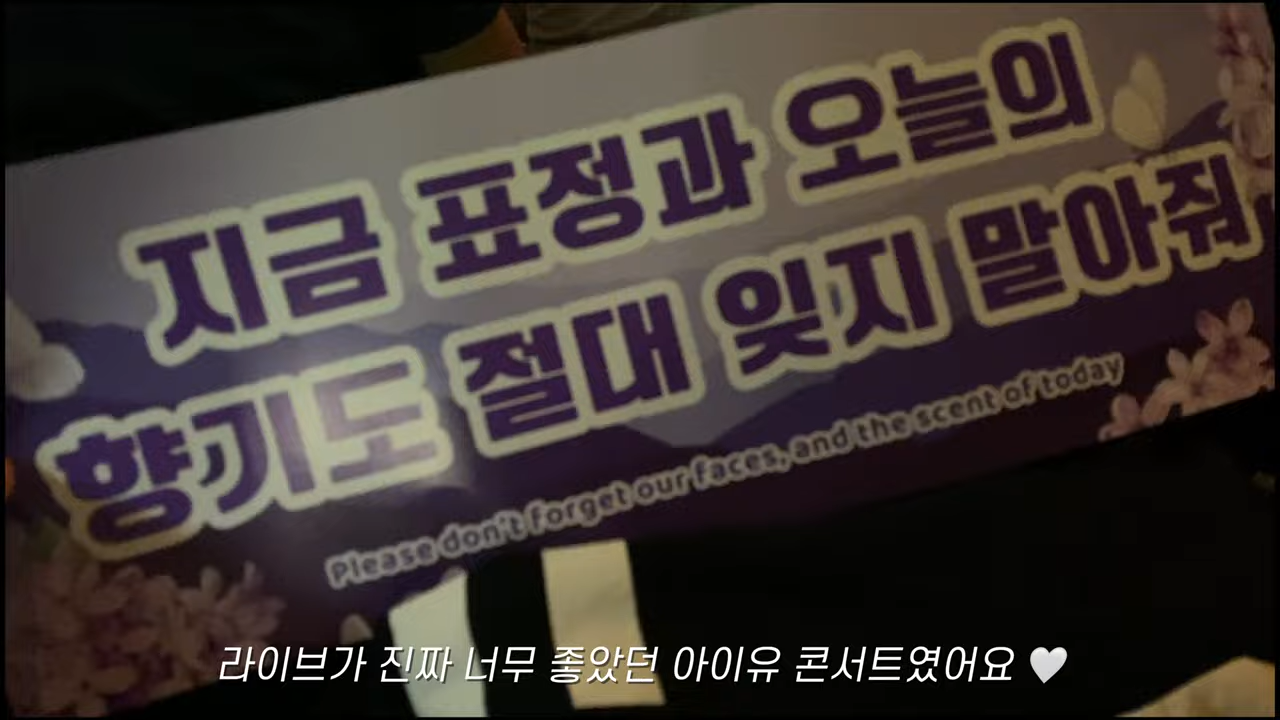 지금 표정과 오늘의
향기도 절대 잊지 말아줘
Please don't forget our faces, and the scent of today
라이브가 진짜 너무 좋았던 아이유 콘서트였어요 🤍